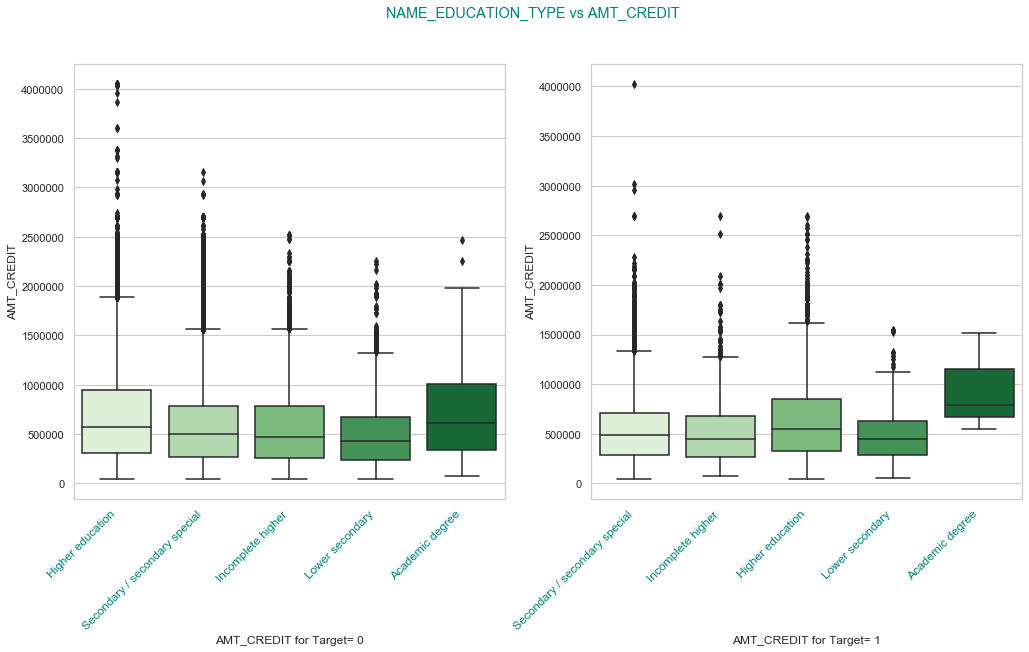 NAME_EDUCATION_TYPE vs AMT_CREDIT
AMT_CREDIT
4000000
3500000
3000000
2500000
2000000
1500000
1000000
500000
0
Higher education
Secondary / secondary special
Incomplete higher
Lower secondary
Academic degree
AMT_CREDIT for Target= 0
AMT_CREDIT
4000000
3500000
3000000
2500000
2000000
1500000
1000000
500000
0
Secondary / secondary special
Incomplete higher
Higher education
Lower secondary
Academic degree
AMT_CREDIT for Target= 1